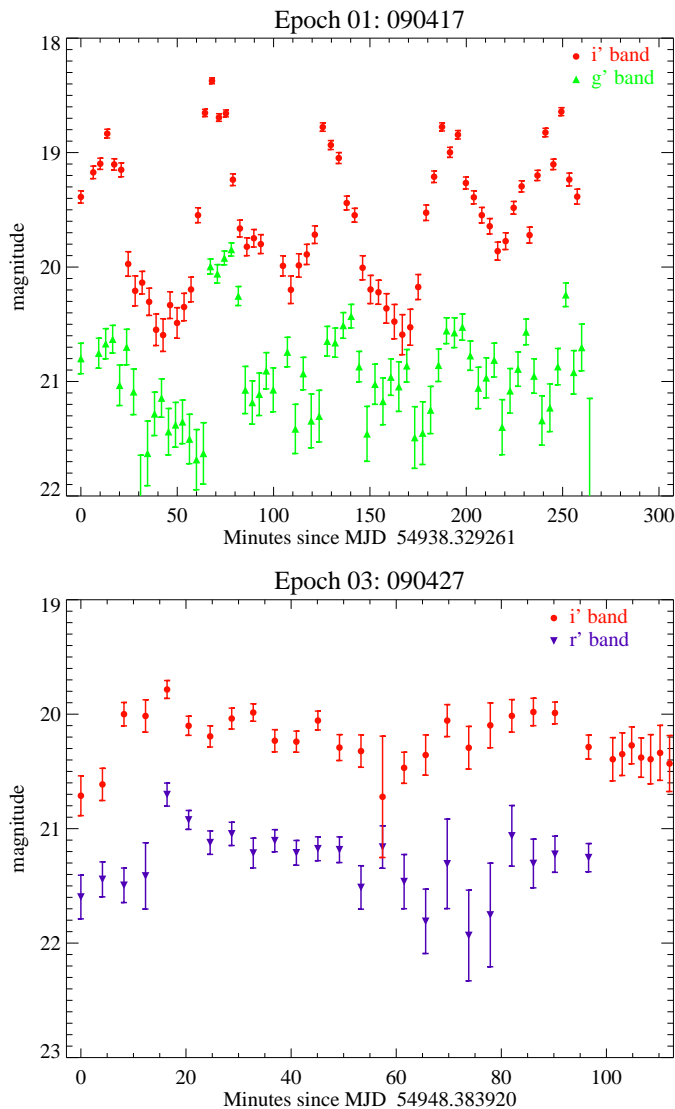 Epoch 01: 090417
18
19
20
21
22
magnitude
i' band
g' band
0
50
100
150
200
250
300
Minutes since MJD 54938.329261
Epoch 03: 090427
19
20
21
22
23
magnitude
i' band
r' band
0
20
40
60
80
100
Minutes since MJD 54948.383920